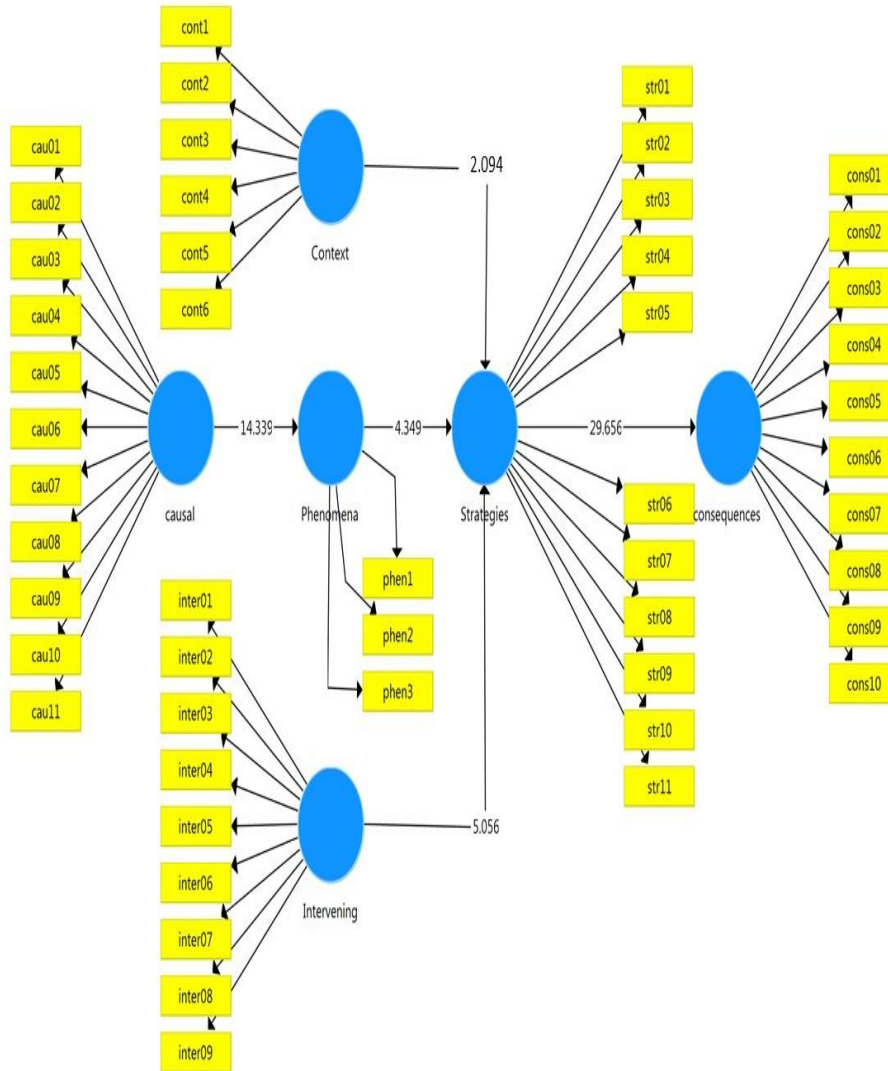 cont1
cont2
cont3
cont4
cont5
cont6
Context
2.094
cau01
cau02
cau03
cau04
cau05
cau06
cau07
cau08
cau09
cau10
cau11
causal
14.339
Phenomena
4.349
phen1
phen2
phen3
Strategies
str01
str02
str03
str04
str05
29.656
str06
str07
str08
str09
str10
str11
consequences
cons01
cons02
cons03
cons04
cons05
cons06
cons07
cons08
cons09
cons10
inter01
inter02
inter03
inter04
inter05
inter06
inter07
inter08
inter09
Intervening
5.056